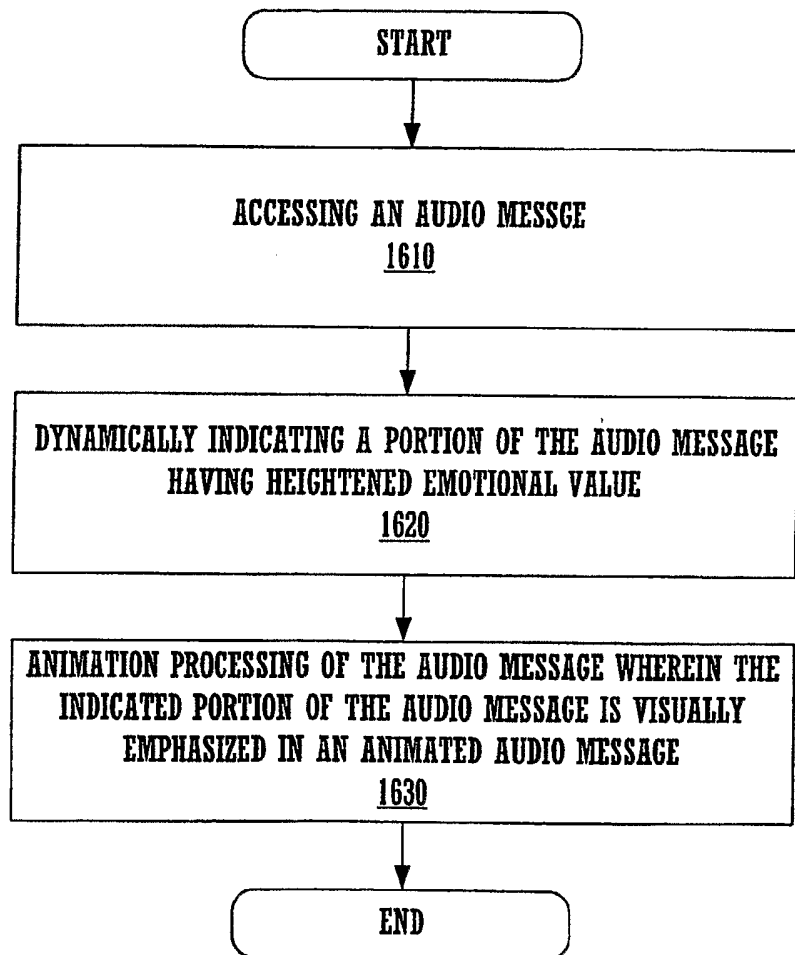 START
ACCESSING AN AUDIO MESSGE
1610
DYNAMICALLY INDICATING A PORTION OF THE AUDIO MESSAGE
HAVING HEIGHTENED EMOTIONAL VALUE
1620
ANIMATION PROCESSING OF THE AUDIO MESSAGE WHEREIN THE
INDICATED PORTION OF THE AUDIO MESSAGE IS VISUALLY
EMPHASIZED IN AN ANIMATED AUDIO MESSAGE
1630
END